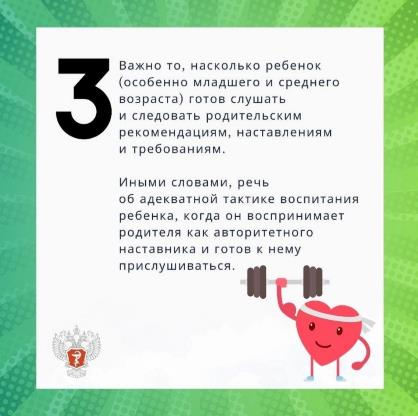 3
Важно то, насколько ребенок
(особенно младшего и среднего
возраста) готов слушать
и следовать родительским
рекомендациям, наставлениям
и требованиям.
Иными словами, речь
об адекватной тактике воспитания
ребенка, когда он воспринимает
родителя как авторитетного
наставника и готов к нему
прислушиваться.